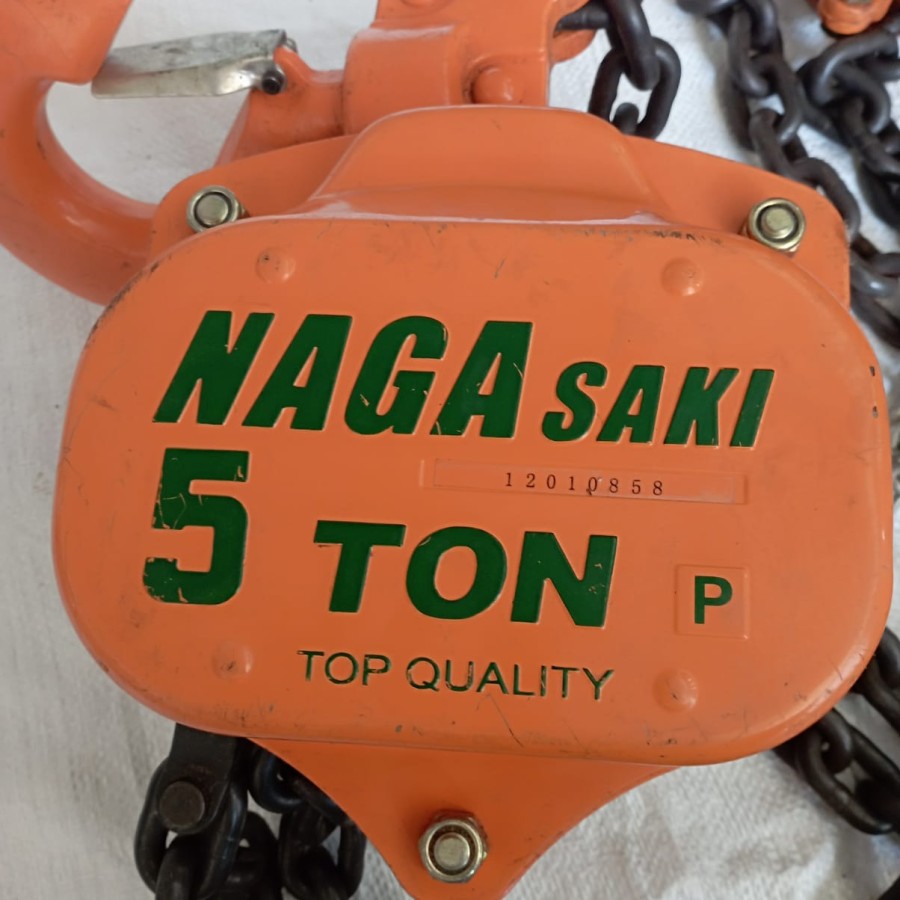 NAGA SAKI
12010858
5 TON
P
TOP QUALITY